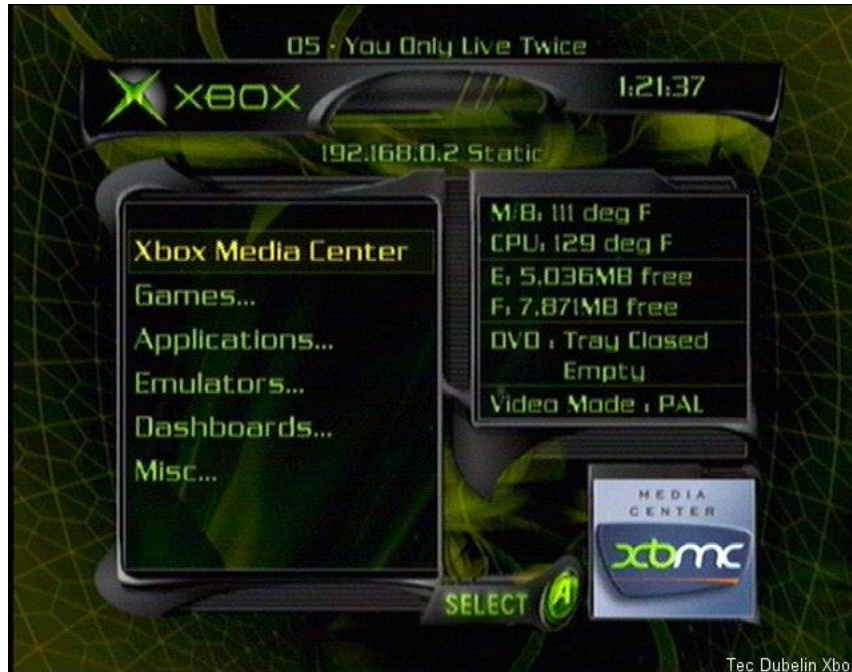 05 - You Only Live Twice
XBOX
1:21:37
192.168.0.2 Static
Xbox Media Center
Games...
Applications...
Emulators...
Dashboards...
Misc...
M/B: 111 deg F
CPU: 129 deg F
E: 5,036MB free
F: 7,871MB free
DVD : Tray Closed
Empty
Video Mode : PAL
MEDIA
CENTER
xbmc
SELECT A
Tec Dubelin Xbo